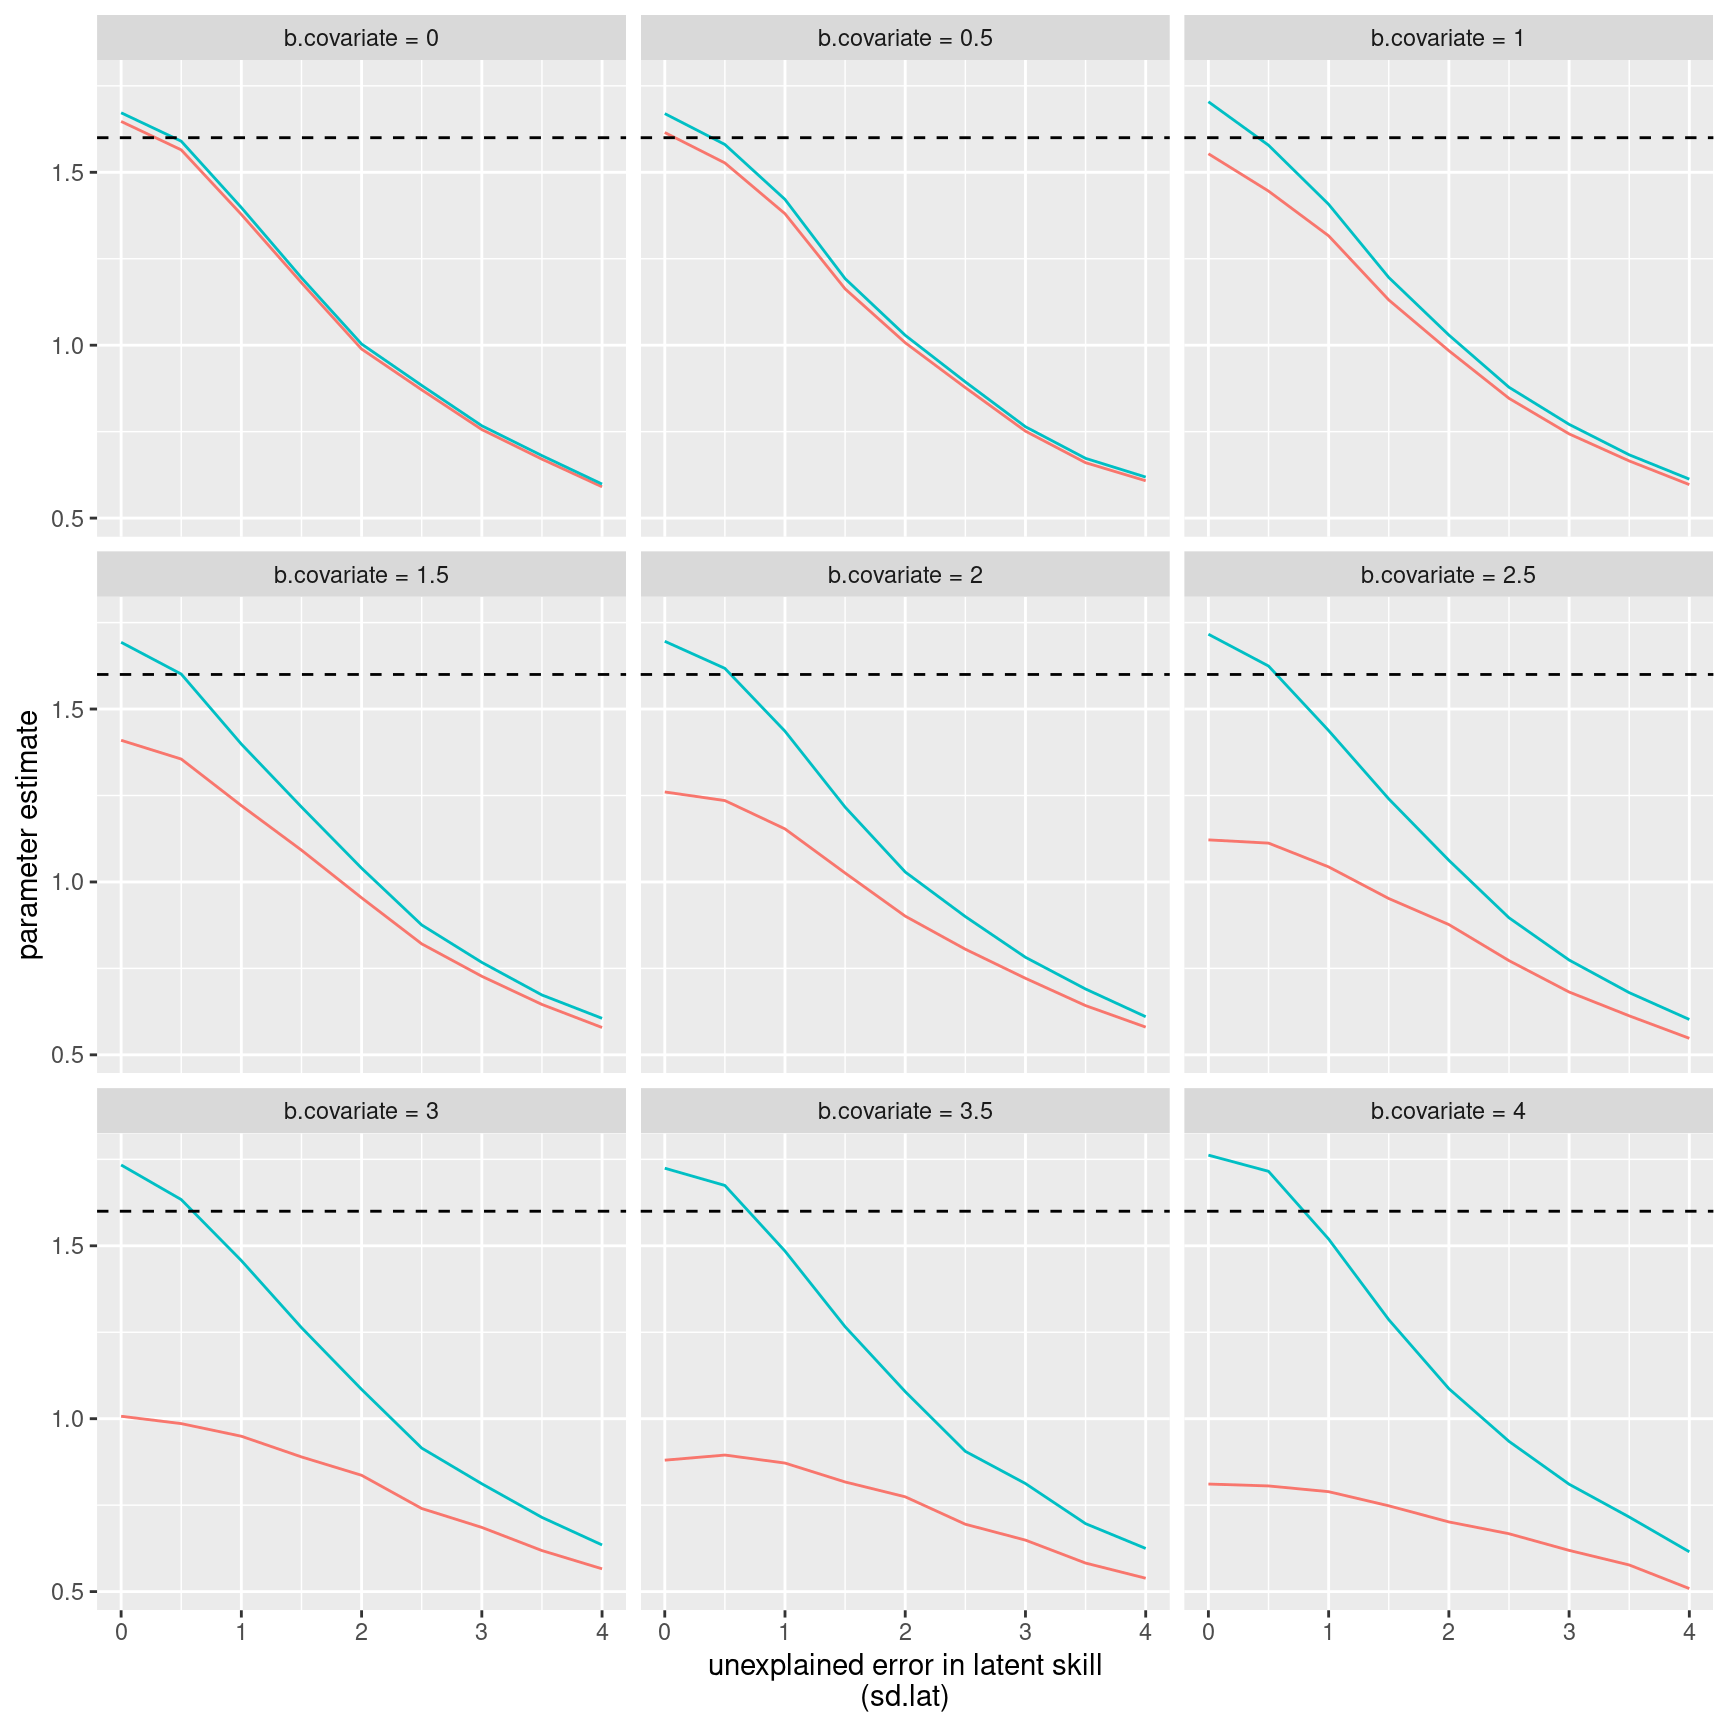 b.covariate = 0
b.covariate = 0.5
b.covariate = 1
1.5
1.0
0.5
b.covariate = 1.5
b.covariate = 2
b.covariate = 2.5
1.5
1.0
0.5
parameter estimate
b.covariate = 3
b.covariate = 3.5
b.covariate = 4
1.5
1.0
0.5
0 1 2 3 4
0 1 2 3 4
0 1 2 3 4
unexplained error in latent skill
(sd.lat)